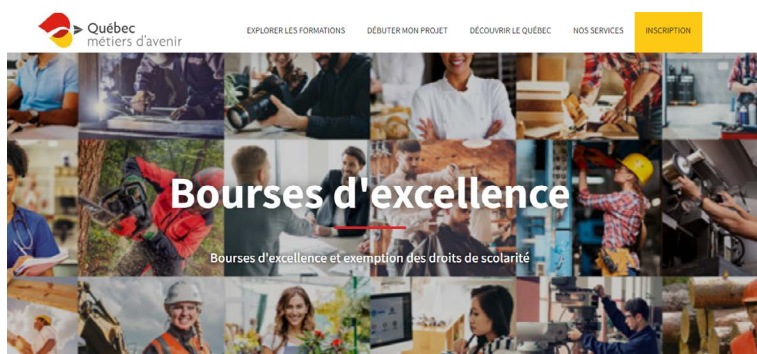 Québec
métiers d'avenir
EXPLORER LES FORMATIONS
DÉBUTER MON PROJET
DÉCOUVRIR LE QUÉBEC
NOS SERVICES
INSCRIPTION
Bourses d'excellence
Bourses d'excellence et exemption des droits de scolarité